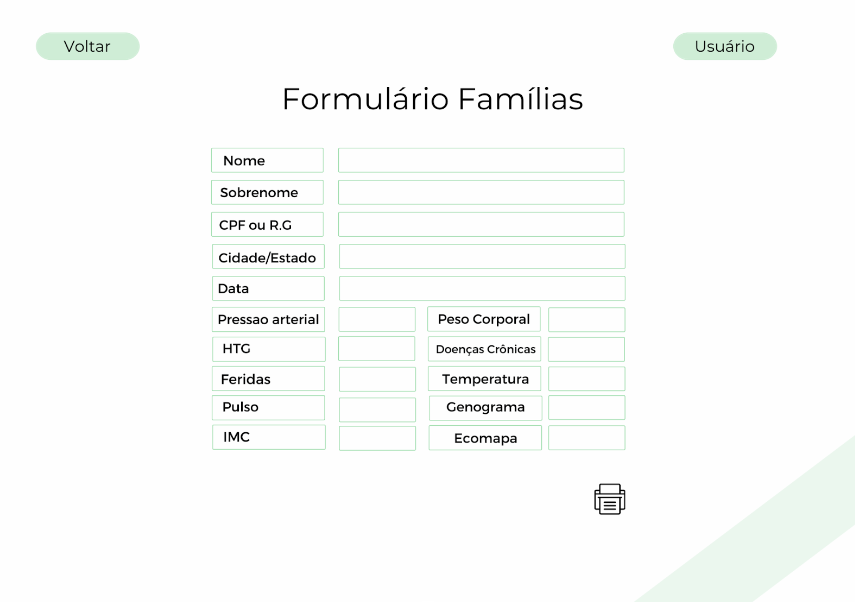 Voltar
Usuário
Formulário Famílias
Nome
Sobrenome
CPF ou R.G
Cidade/Estado
Data
Pressao arterial
Peso Corporal
HTG
Doenças Crônicas
Feridas
Temperatura
Pulso
Genograma
IMC
Ecomapa